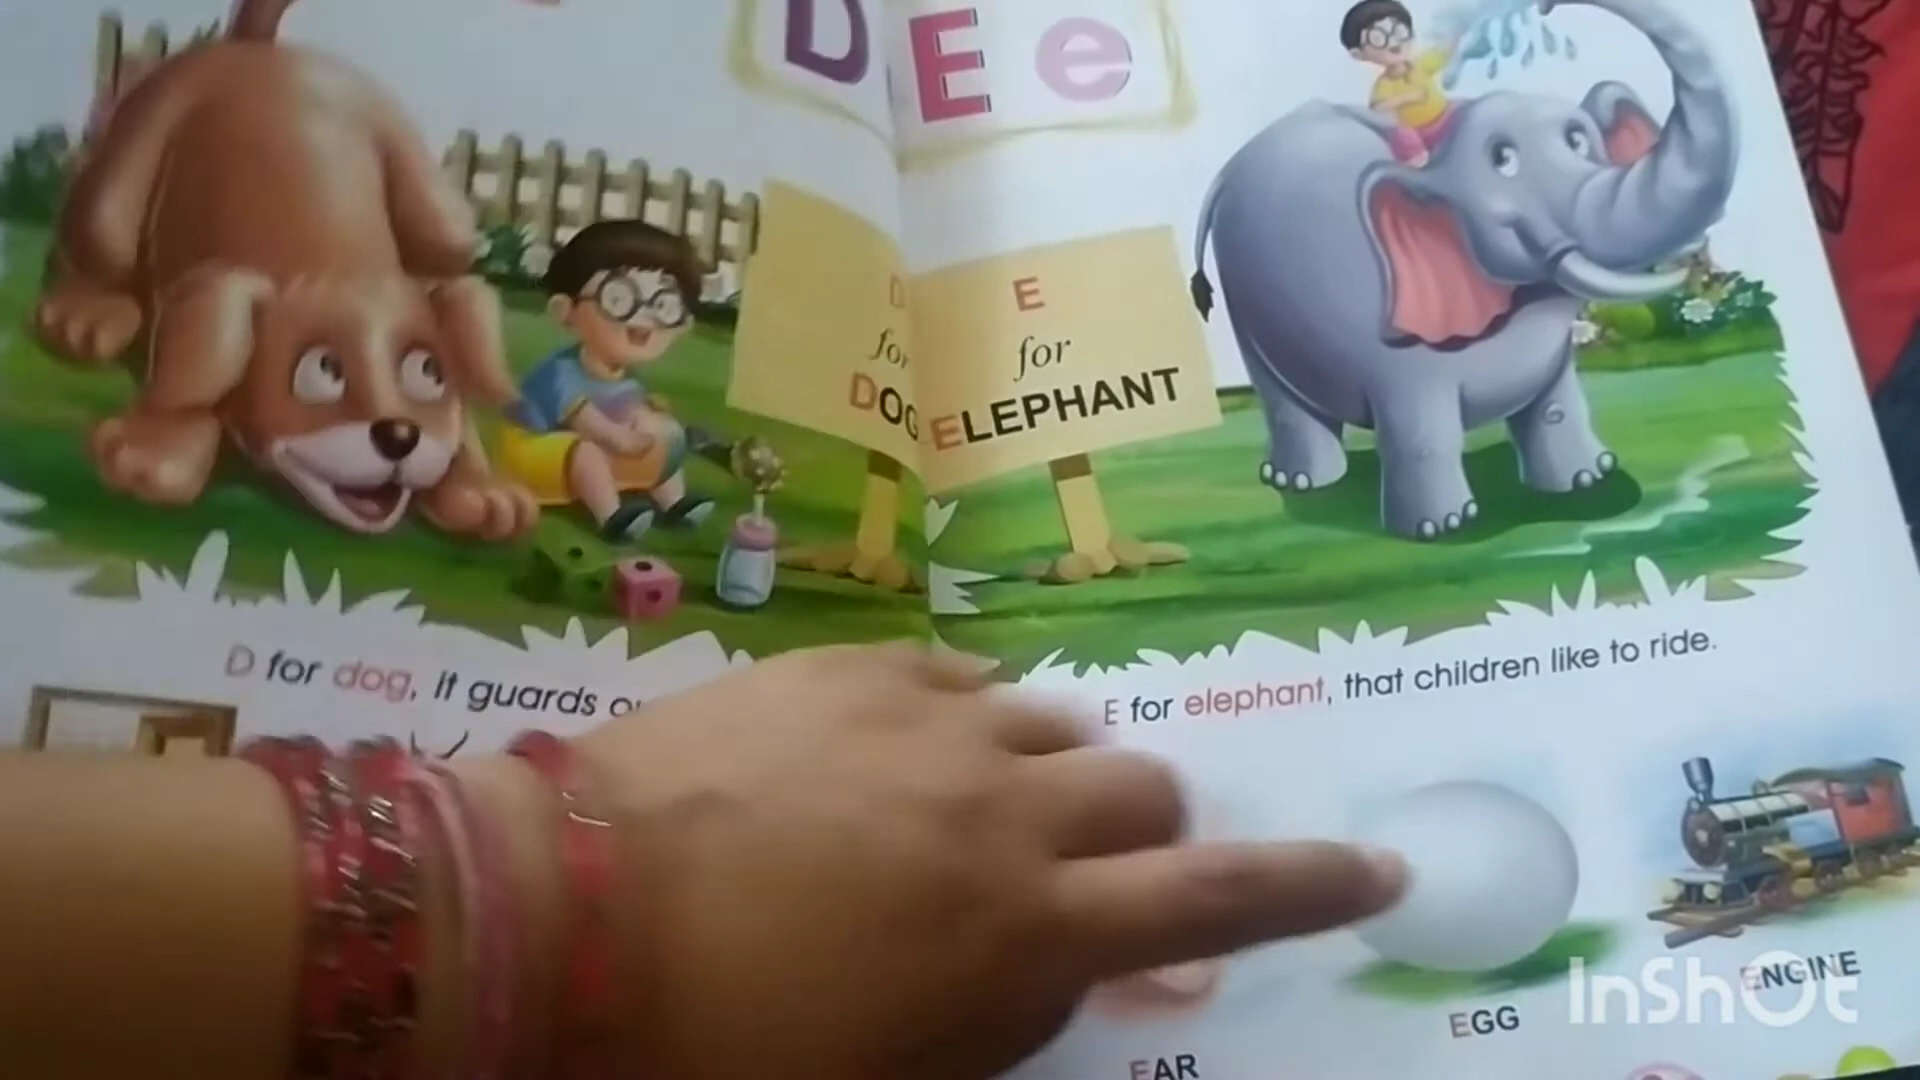 D
D
for
DOG
D for dog, it guards
E e
E
for
ELEPHANT
E for elephant, that children like to ride.
EAR
EGG
ENGINE
InShOt